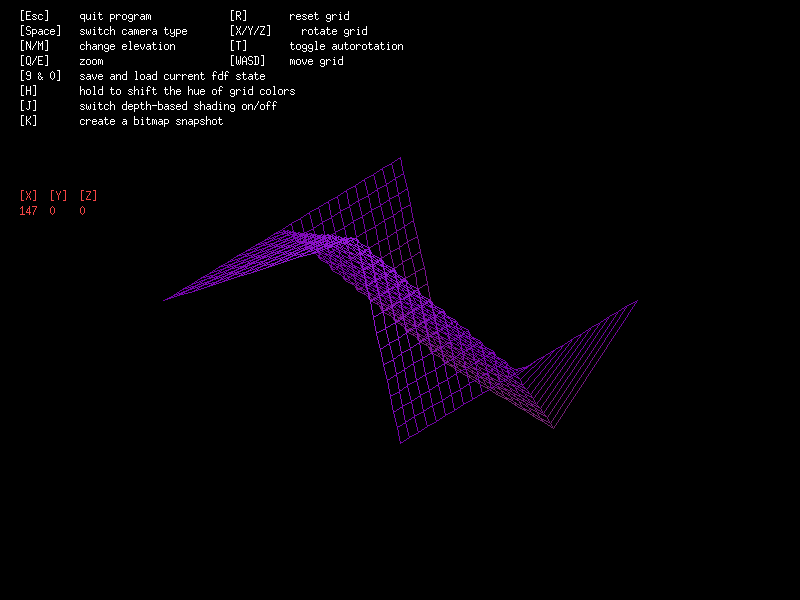 [Esc] quit program [R] reset grid
[Space] switch camera type [X/Y/Z] rotate grid
[N/M] change elevation [T] toggle autorotation
[Q/E] zoom [WASD] move grid
[9 & 0] save and load current fdf state
[H] hold to shift the hue of grid colors
[J] switch depth-based shading on/off
[K] create a bitmap snapshot
[X] [Y] [Z]
147 0 0